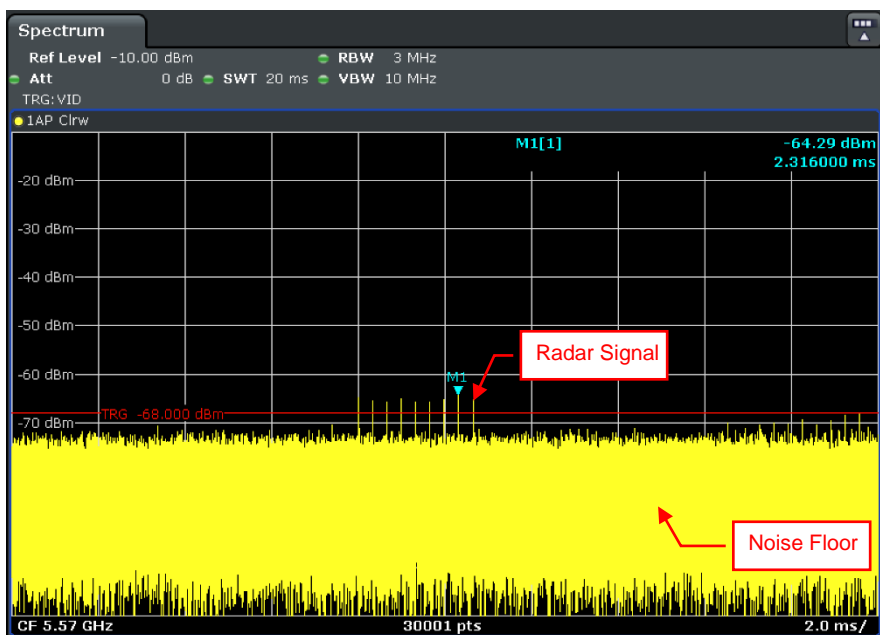 Spectrum
Ref Level -10.00 dBm RBW 3 MHz
Att 0 dB SWT 20 ms VBW 10 MHz
TRG:VID
1AP Clrw
M1[1] -64.29 dBm
2.316000 ms
-20 dBm
-30 dBm
-40 dBm
-50 dBm
Radar Signal
-60 dBm
M1
TRG -68.000 dBm
-70 dBm
Noise Floor
CF 5.57 GHz 30001 pts 2.0 ms/